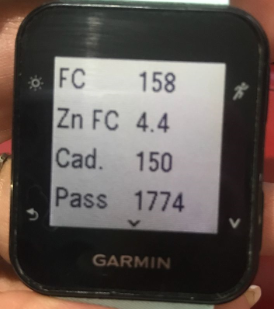 FC 158
Zn FC 4.4
Cad. 150
Pass 1774
GARMIN